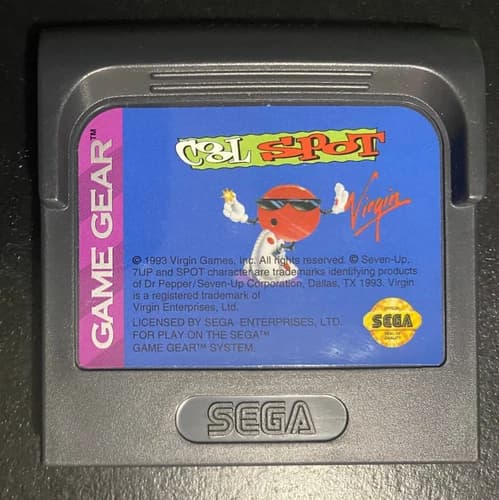 GAME GEAR™
COOL SPOT
Virgin
© 1993 Virgin Games, Inc. All rights reserved. © Seven-Up,
7UP and SPOT character are trademarks identifying products
of Dr Pepper/Seven-Up Corporation, Dallas, TX 1993. Virgin
is a registered trademark of
Virgin Enterprises, Ltd.
LICENSED BY SEGA ENTERPRISES, LTD.
FOR PLAY ON THE SEGA™
GAME GEAR™ SYSTEM.
SEGA
QUALITY
SEGA